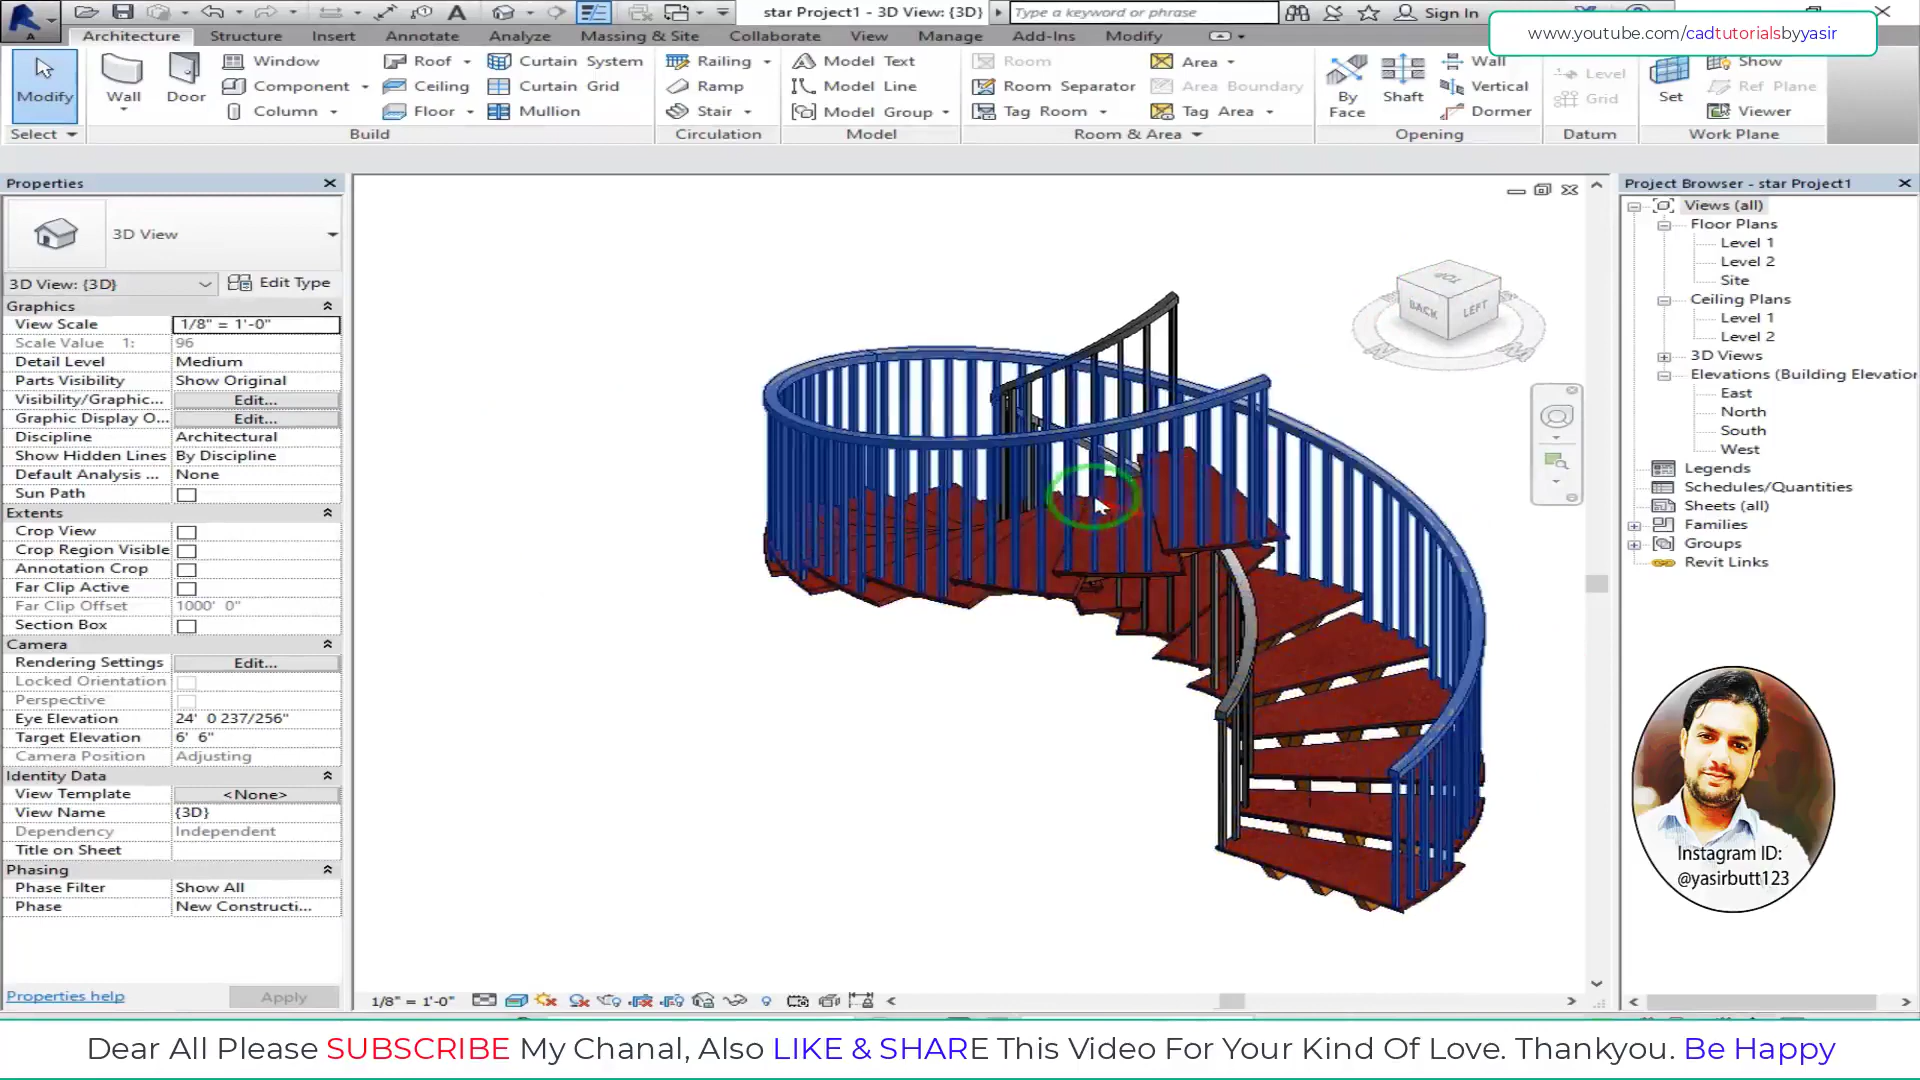 star Project1 - 3D View: {3D}
Type a keyword or phrase
Sign In
www.youtube.com/cadtutorialsbyyasir
Architecture Structure Insert Annotate Analyze Massing & Site Collaborate View Manage Add-Ins Modify
Modify
Select
Wall
Door
Window
Component
Column
Roof
Ceiling
Floor
Curtain System
Curtain Grid
Mullion
Build
Railing
Ramp
Stair
Circulation
Model Text
Model Line
Model Group
Model
Room
Room Separator
Tag Room
Area
Area Boundary
Tag Area
Room & Area
By
Face
Shaft
Wall
Vertical
Dormer
Opening
Level
Grid
Datum
Set
Show
Ref Plane
Viewer
Work Plane
Properties
3D View
3D View: {3D}
Edit Type
Graphics
View Scale 1/8" = 1'-0"
Scale Value 1: 96
Detail Level Medium
Parts Visibility Show Original
Visibility/Graphic... Edit...
Graphic Display O... Edit...
Discipline Architectural
Show Hidden Lines By Discipline
Default Analysis ... None
Sun Path
Extents
Crop View
Crop Region Visible
Annotation Crop
Far Clip Active
Far Clip Offset 1000' 0"
Section Box
Camera
Rendering Settings Edit...
Locked Orientation
Perspective
Eye Elevation 24' 0 237/256"
Target Elevation 6' 6"
Camera Position Adjusting
Identity Data
View Template <None>
View Name {3D}
Dependency Independent
Title on Sheet
Phasing
Phase Filter Show All
Phase New Constructi...
Properties help
Apply
TOP
BACK
LEFT
1/8" = 1'-0"
Project Browser - star Project1
Views (all)
Floor Plans
Level 1
Level 2
Site
Ceiling Plans
Level 1
Level 2
3D Views
Elevations (Building Elevation
East
North
South
West
Legends
Schedules/Quantities
Sheets (all)
Families
Groups
Revit Links
Instagram ID:
@yasirbutt123
Dear All Please SUBSCRIBE My Chanal, Also LIKE & SHARE This Video For Your Kind Of Love. Thankyou. Be Happy